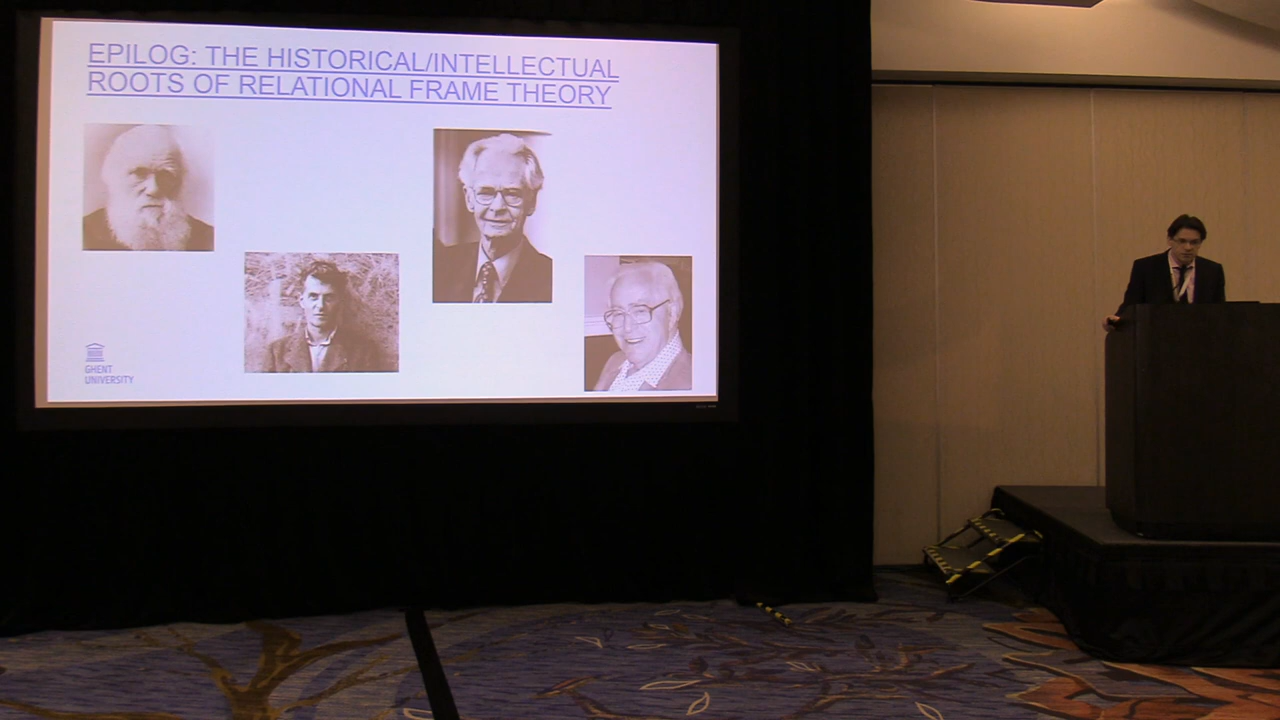 EPILOG: THE HISTORICAL/INTELLECTUAL
ROOTS OF RELATIONAL FRAME THEORY
GHENT
UNIVERSITY